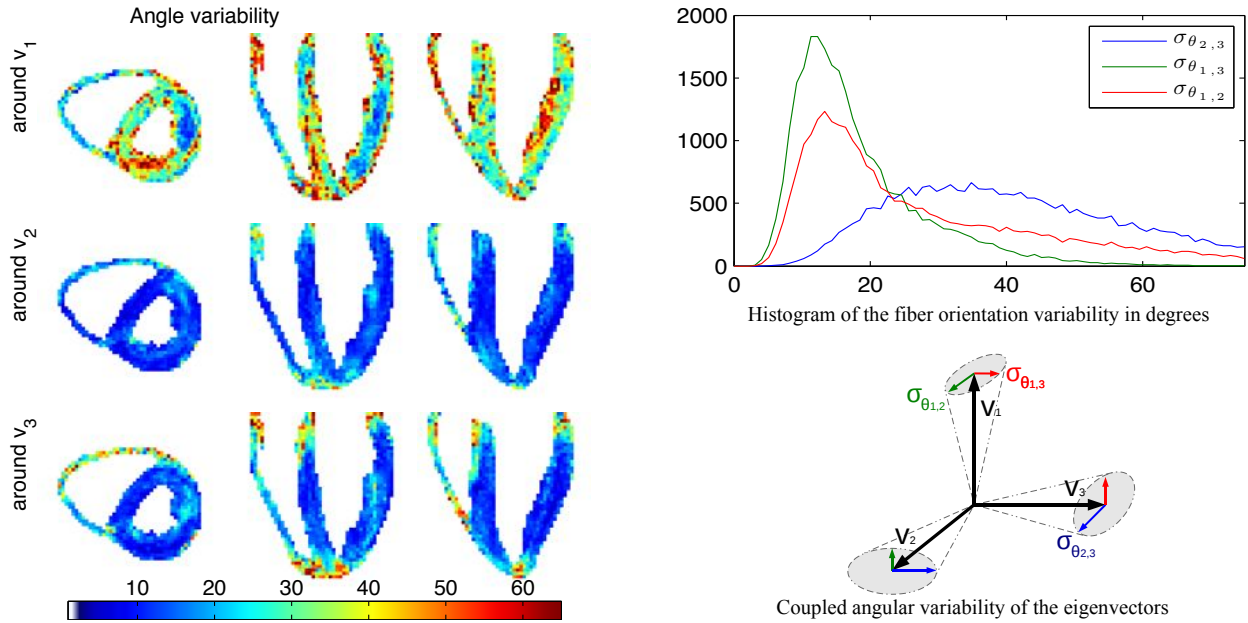 Angle variability
around v1
around v2
around v3
10 20 30 40 50 60
2000
1500
1000
500
0
0 20 40 60
σθ2,3
σθ1,3
σθ1,2
Histogram of the fiber orientation variability in degrees
σθ1,3
σθ1,2
V1
V3
V2
σθ2,3
Coupled angular variability of the eigenvectors